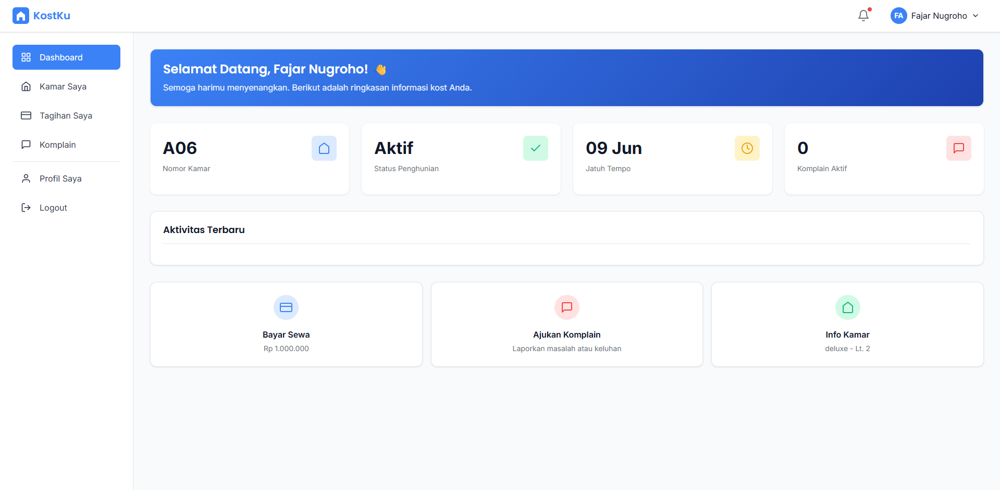 KostKu
FA Fajar Nugroho
Dashboard
Kamar Saya
Tagihan Saya
Komplain
Profil Saya
Logout
Selamat Datang, Fajar Nugroho! 👋
Semoga harimu menyenangkan. Berikut adalah ringkasan informasi kost Anda.
A06
Nomor Kamar
Aktif
Status Penghunian
09 Jun
Jatuh Tempo
0
Komplain Aktif
Aktivitas Terbaru
Bayar Sewa
Rp 1.000.000
Ajukan Komplain
Laporkan masalah atau keluhan
Info Kamar
deluxe - Lt. 2